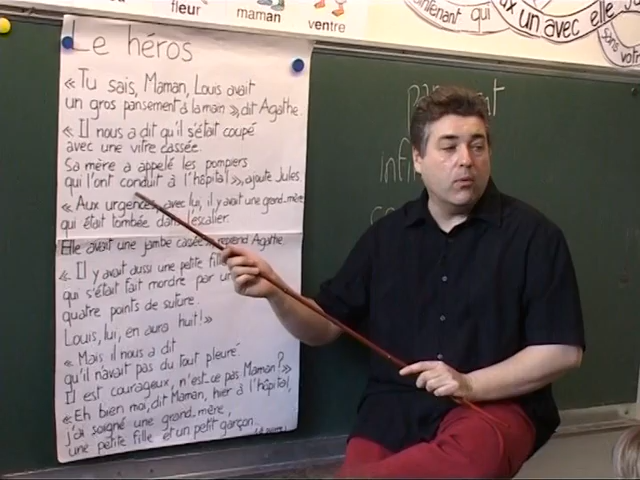 fleur
maman
ventre
intenant qui
un avec elle
sans
Le héros
« Tu sais, Maman, Louis avait
un gros pansement à la main », dit Agathe.
« Il nous a dit qu'il s'était coupé
avec une vitre cassée.
Sa mère a appelé les pompiers
qui l'ont conduit à l'hôpital », ajoute Jules.
« Aux urgences, avec lui, il y avait une grand-mère
qui était tombée dans l'escalier.
Elle avait une jambe cassée », reprend Agathe.
« Il y avait aussi une petite
qui s'était fait mordre par un
quatre points de suture.
Louis, lui, en aura huit ! »
« Mais il nous a dit
qu'il n'avait pas du tout pleuré.
Il est courageux, n'est-ce pas Maman ? »
« Eh bien moi, dit Maman, hier à l'hôpital,
j'ai soigné une grand-mère,
une petite fille et un petit garçon...